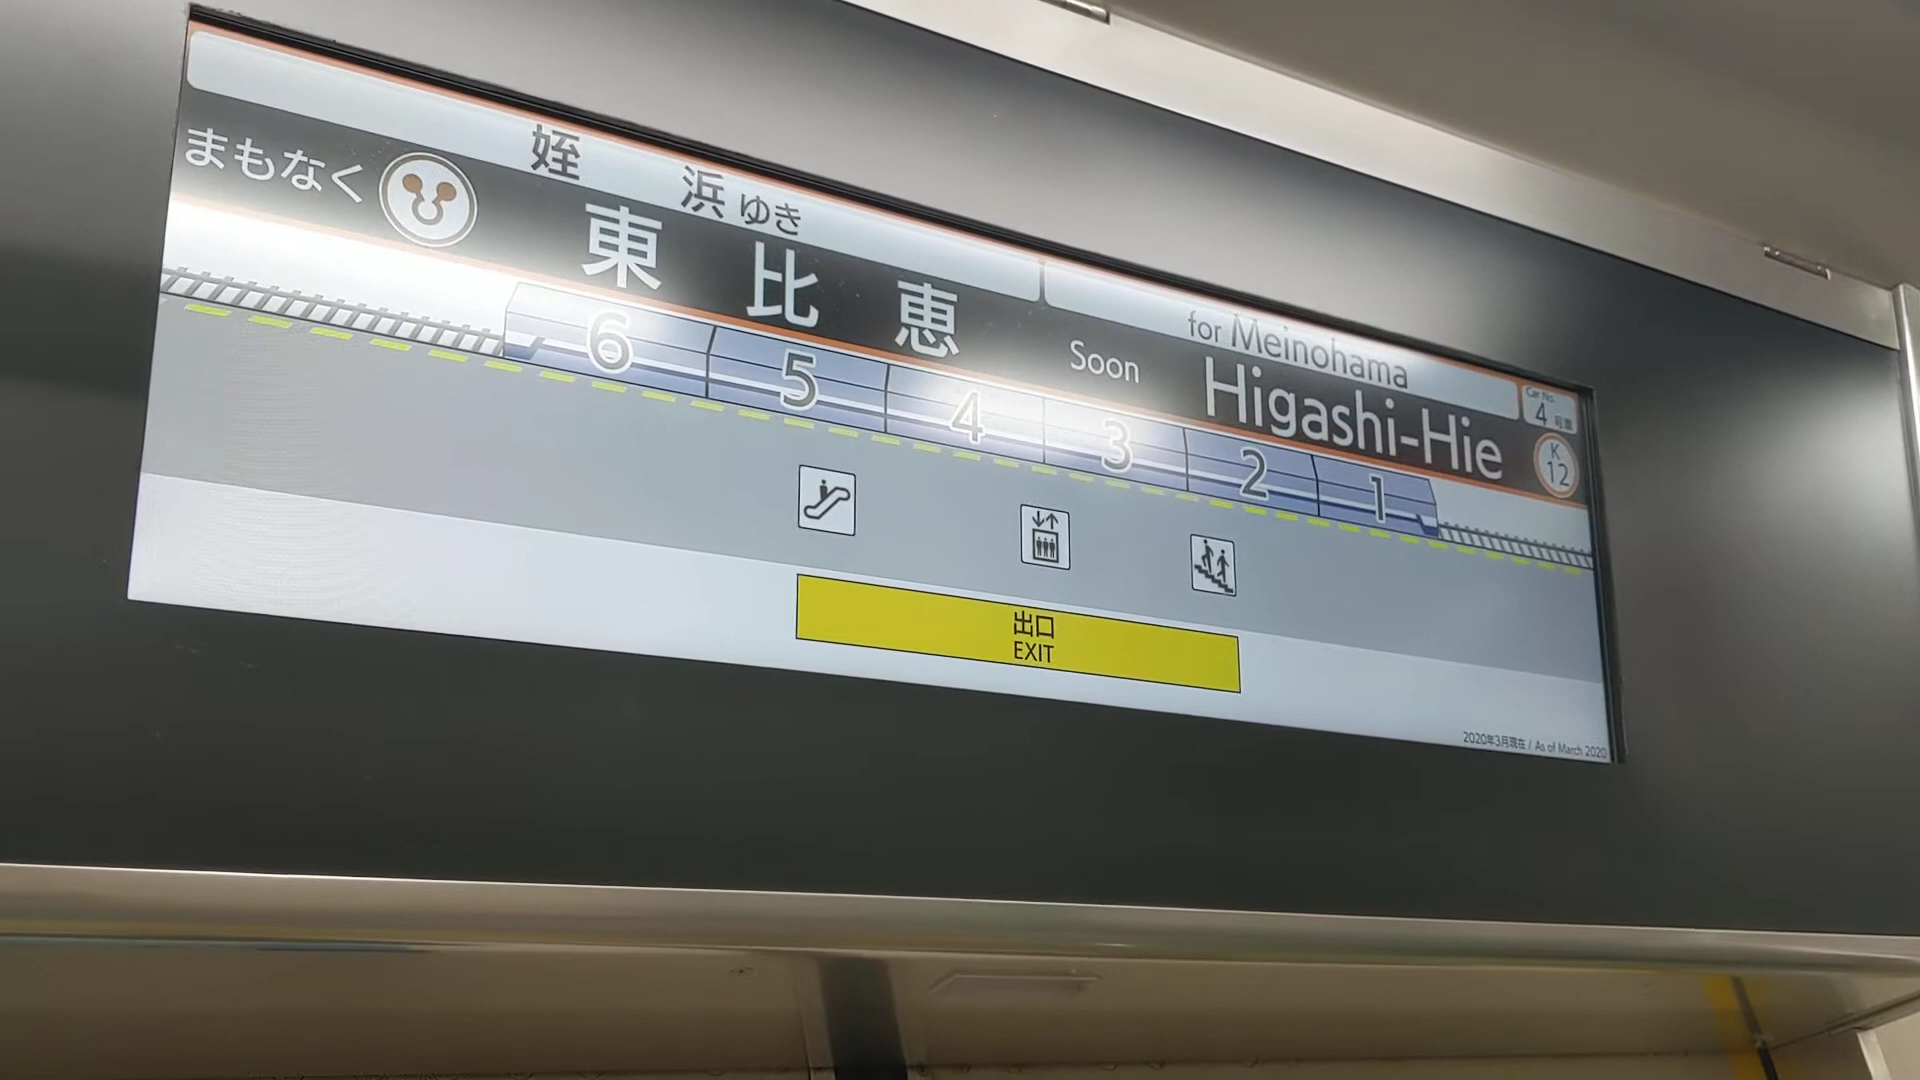 姪浜ゆき
for Meinohama
Car No.
4号車
まもなく
東比恵
Soon
Higashi-Hie
K
12
6 5 4 3 2 1
出口
EXIT
2020年3月現在 / As of March 2020